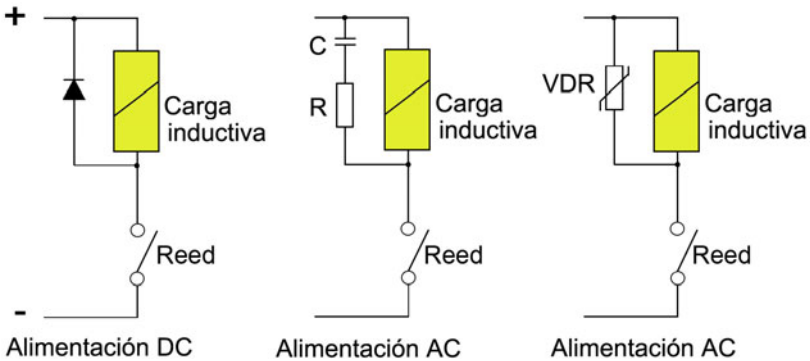 +
Carga
inductiva
Reed
-
Alimentación DC
C
R
Carga
inductiva
Reed
Alimentación AC
VDR
Carga
inductiva
Reed
Alimentación AC